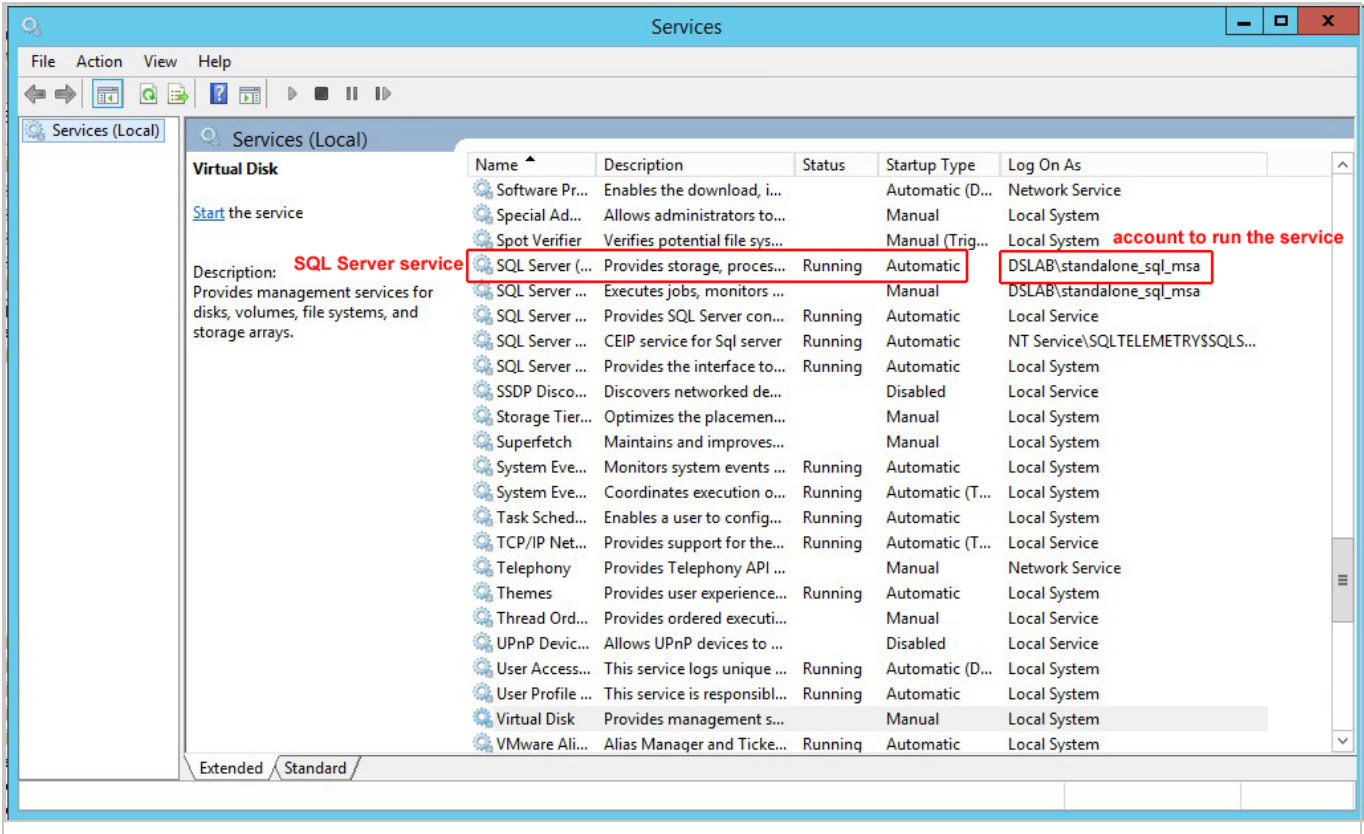 Services
File Action View Help
Services (Local)
Services (Local)
Virtual Disk
Start the service
Description:
Provides management services for
disks, volumes, file systems, and
storage arrays.
SQL Server service
account to run the service
Name Description Status Startup Type Log On As
Software Pr... Enables the download, i... Automatic (D... Network Service
Special Ad... Allows administrators to... Manual Local System
Spot Verifier Verifies potential file sys... Manual (Trig... Local System
SQL Server (... Provides storage, proces... Running Automatic DSLAB\standalone_sql_msa
SQL Server ... Executes jobs, monitors ... Manual DSLAB\standalone_sql_msa
SQL Server ... Provides SQL Server con... Running Automatic Local Service
SQL Server ... CEIP service for Sql server Running Automatic NT Service\SQLTELEMETRY$SQLS...
SQL Server ... Provides the interface to... Running Automatic Local System
SSDP Disco... Discovers networked de... Disabled Local Service
Storage Tier... Optimizes the placemen... Manual Local System
Superfetch Maintains and improves... Manual Local System
System Eve... Monitors system events ... Running Automatic Local System
System Eve... Coordinates execution o... Running Automatic (T... Local System
Task Sched... Enables a user to config... Running Automatic Local System
TCP/IP Net... Provides support for the... Running Automatic (T... Local Service
Telephony Provides Telephony API ... Manual Network Service
Themes Provides user experience... Running Automatic Local System
Thread Ord... Provides ordered executi... Manual Local Service
UPnP Devic... Allows UPnP devices to ... Disabled Local Service
User Access... This service logs unique ... Running Automatic (D... Local System
User Profile ... This service is responsibl... Running Automatic Local System
Virtual Disk Provides management s... Manual Local System
VMware Ali... Alias Manager and Ticke... Running Automatic Local System
Extended Standard